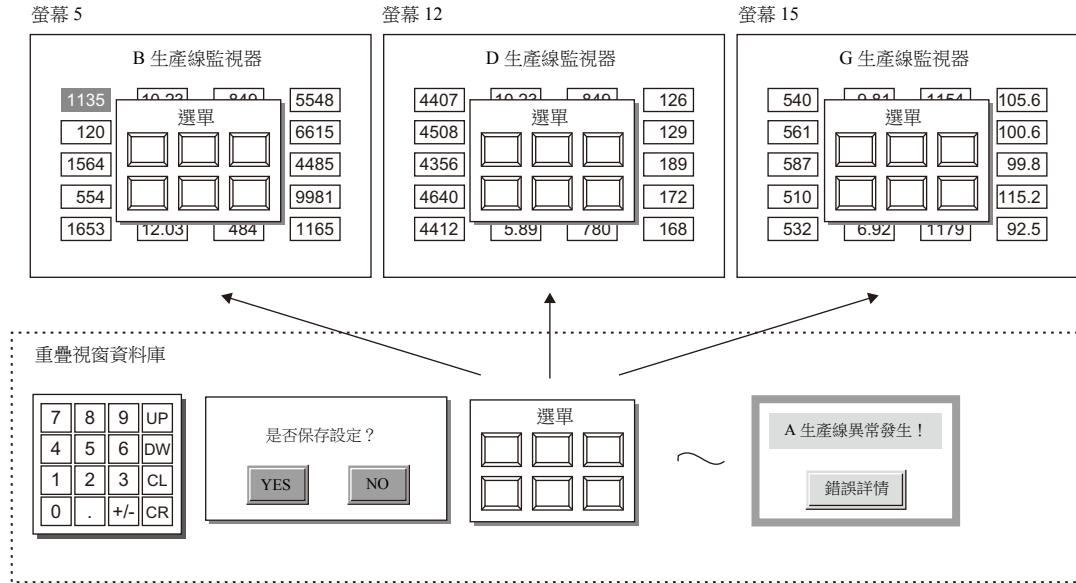 螢幕 5
螢幕 12
螢幕 15
B 生產線監視器
1135 10.23 849 5548
選單
120 6615
1564 4485
554 9981
1653 12.03 484 1165
D 生產線監視器
4407 10.23 849 126
選單
4508 129
4356 189
4640 172
4412 5.89 780 168
G 生產線監視器
540 9.81 1154 105.6
選單
561 100.6
587 99.8
510 115.2
532 6.92 1179 92.5
重疊視窗資料庫
7 8 9 UP
4 5 6 DW
1 2 3 CL
0 . +/- CR
是否保存設定？
YES NO
選單
A 生產線異常發生！
錯誤詳情